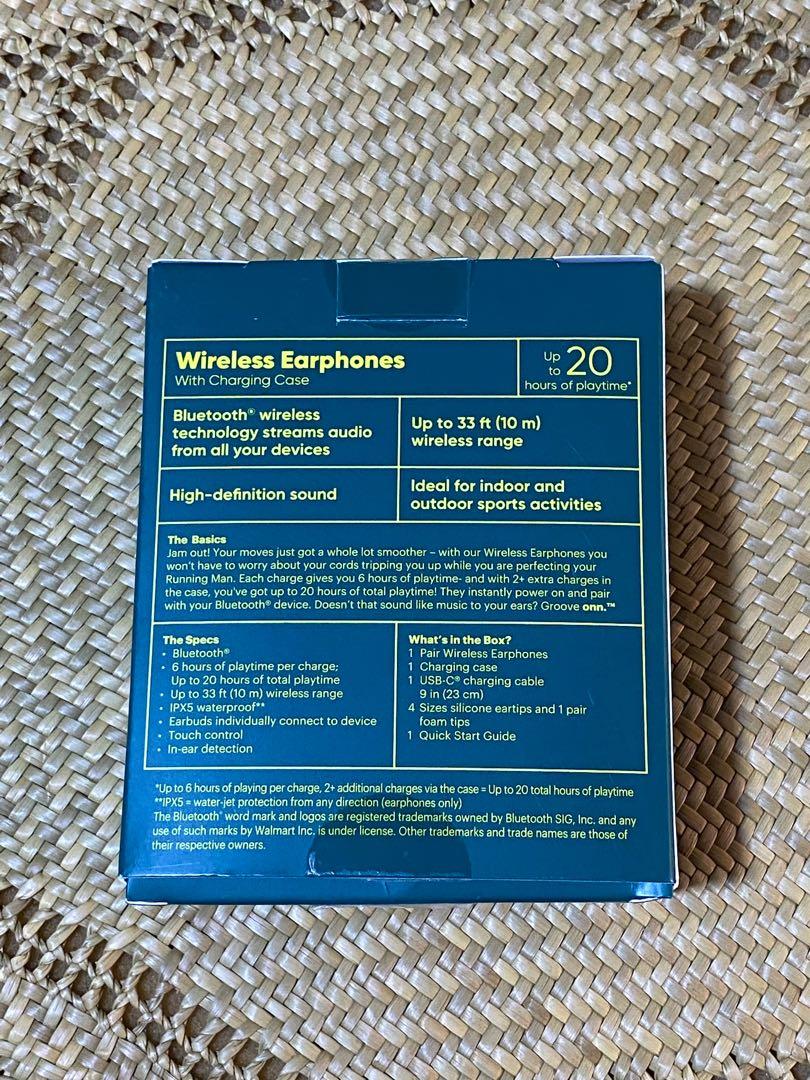 Wireless Earphones
With Charging Case
Up
to 20
hours of playtime*
Bluetooth® wireless
technology streams audio
from all your devices
Up to 33 ft (10 m)
wireless range
High-definition sound
Ideal for indoor and
outdoor sports activities
The Basics
Jam out! Your moves just got a whole lot smoother – with our Wireless Earphones you
won't have to worry about your cords tripping you up while you are perfecting your
Running Man. Each charge gives you 6 hours of playtime- and with 2+ extra charges in
the case, you've got up to 20 hours of total playtime! They instantly power on and pair
with your Bluetooth® device. Doesn't that sound like music to your ears? Groove onn.™
The Specs
• Bluetooth®
• 6 hours of playtime per charge;
Up to 20 hours of total playtime
• Up to 33 ft (10 m) wireless range
• IPX5 waterproof**
• Earbuds individually connect to device
• Touch control
• In-ear detection
What's in the Box?
1 Pair Wireless Earphones
1 Charging case
1 USB-C® charging cable
9 in (23 cm)
4 Sizes silicone eartips and 1 pair
foam tips
1 Quick Start Guide
*Up to 6 hours of playing per charge, 2+ additional charges via the case = Up to 20 total hours of playtime
**IPX5 = water-jet protection from any direction (earphones only)
The Bluetooth® word mark and logos are registered trademarks owned by Bluetooth SIG, Inc. and any
use of such marks by Walmart Inc. is under license. Other trademarks and trade names are those of
their respective owners.